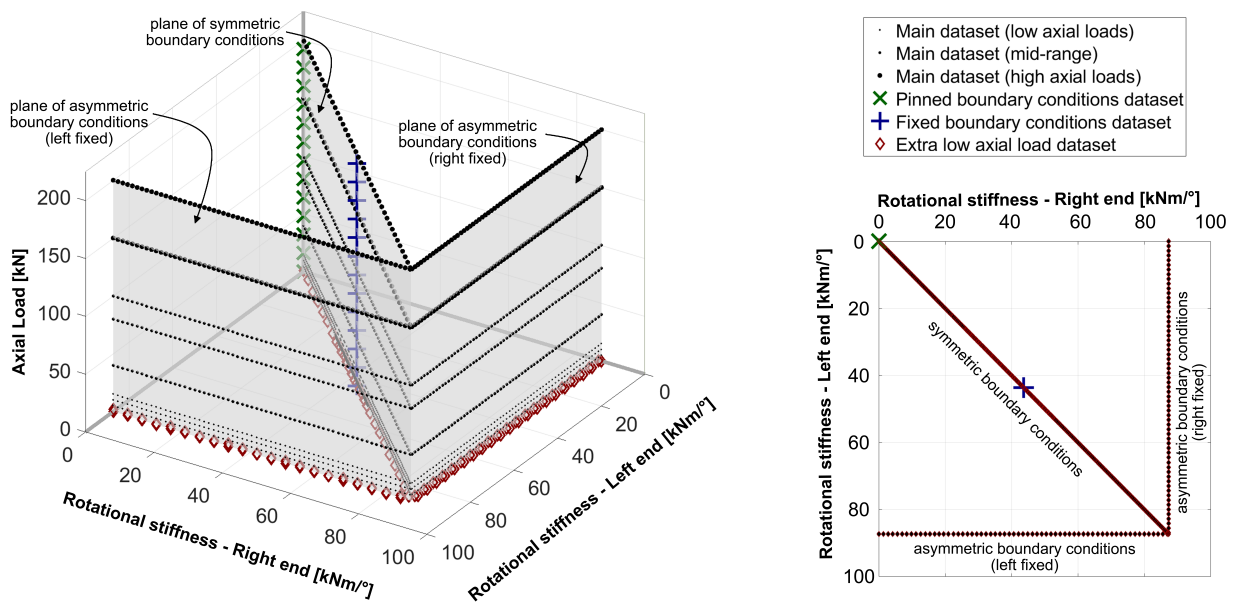 plane of symmetric
boundary conditions
plane of asymmetric
boundary conditions
(left fixed)
plane of asymmetric
boundary conditions
(right fixed)
Axial Load [kN]
200
150
100
50
0
0
20
40
60
80
100
Rotational stiffness - Right end [kNm/°]
0
20
40
60
80
100
Rotational stiffness - Left end [kNm/°]
Main dataset (low axial loads)
Main dataset (mid-range)
Main dataset (high axial loads)
Pinned boundary conditions dataset
Fixed boundary conditions dataset
Extra low axial load dataset
Rotational stiffness - Right end [kNm/°]
0 20 40 60 80 100
Rotational stiffness - Left end [kNm/°]
0
20
40
60
80
100
symmetric boundary conditions
asymmetric boundary conditions
(right fixed)
asymmetric boundary conditions
(left fixed)